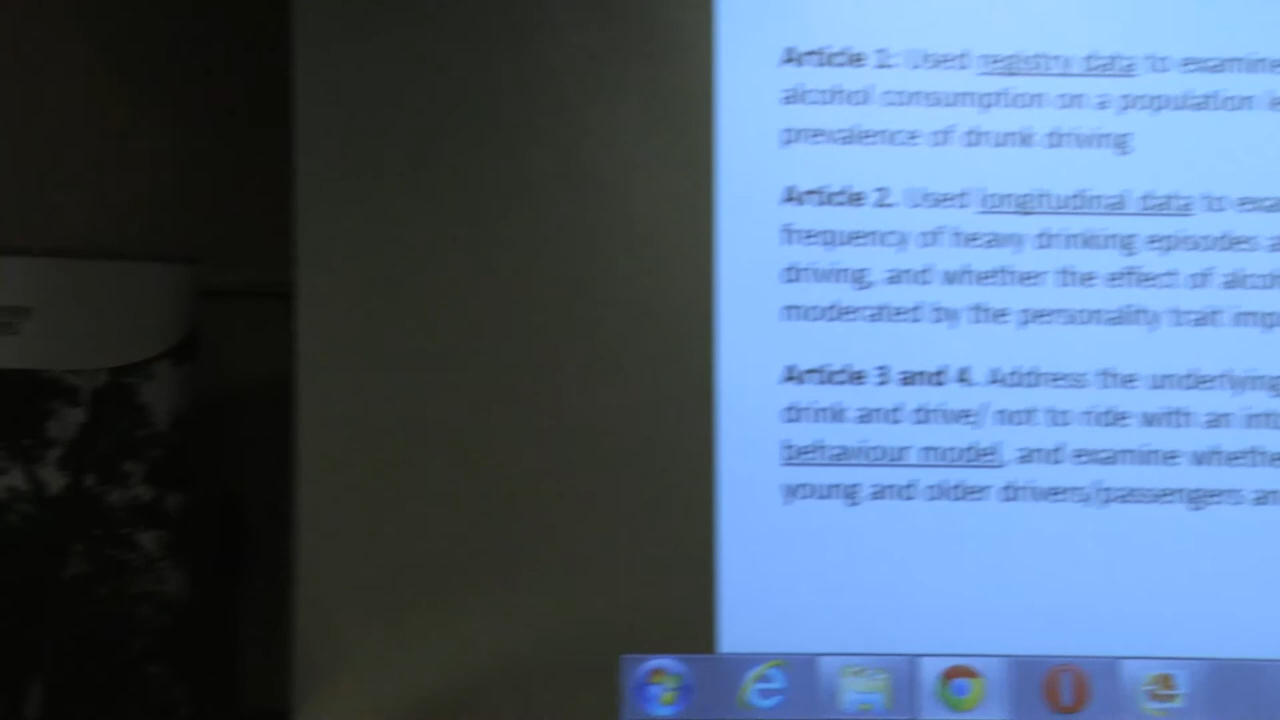 Article 1: Used registry data to examine
alcohol consumption on a population
prevalence of drunk driving
Article 2. Used longitudinal data to
frequency of heavy drinking episodes
driving, and whether the effect of
moderated by the personality trait
Article 3 and 4. Address the underlying
drink and drive/ not to ride with an
behaviour model, and examine whether
young and older drivers/passengers